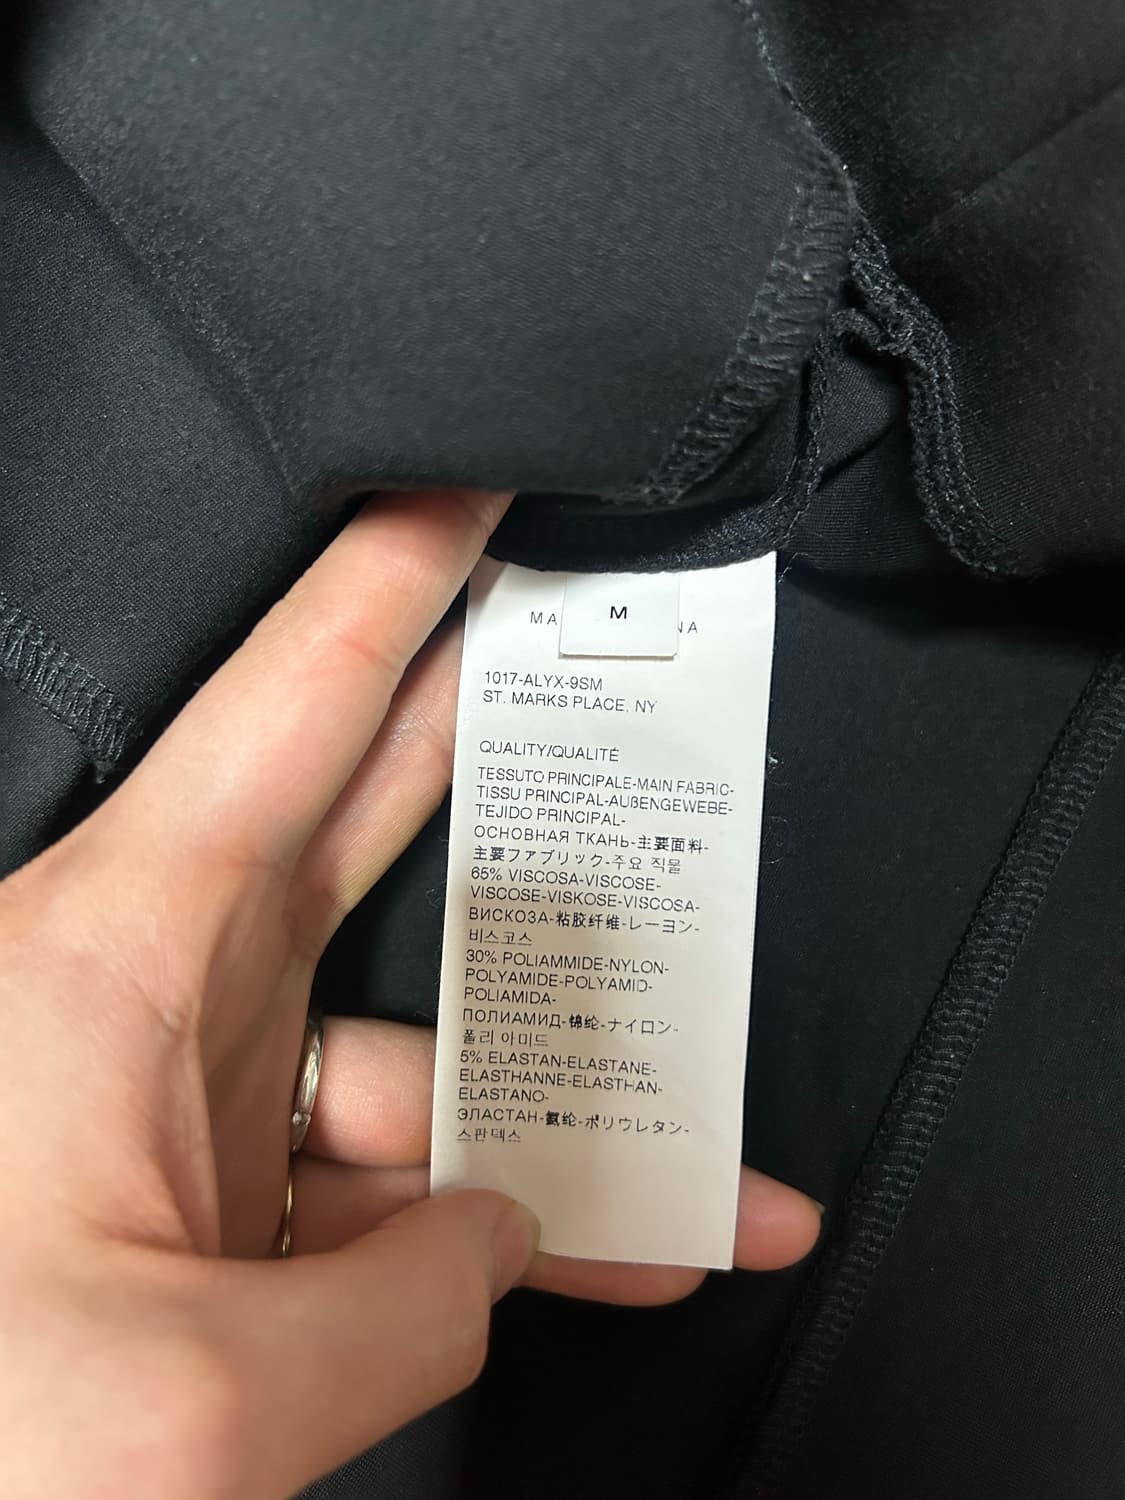 M
MA NA
1017-ALYX-9SM
ST. MARKS PLACE, NY
QUALITY/QUALITÉ
TESSUTO PRINCIPALE-MAIN FABRIC-
TISSU PRINCIPAL-AUßENGEWEBE-
TEJIDO PRINCIPAL-
ОСНОВНАЯ ТКАНЬ-主要面料-
主要ファブリック-주요 직물
65% VISCOSA-VISCOSE-
VISCOSE-VISKOSE-VISCOSA-
ВИСКОЗА-粘胶纤维-レーヨン-
비스코스
30% POLIAMMIDE-NYLON-
POLYAMIDE-POLYAMID-
POLIAMIDA-
ПОЛИАМИД-锦纶-ナイロン-
폴리 아미드
5% ELASTAN-ELASTANE-
ELASTHANNE-ELASTHAN-
ELASTANO-
ЭЛАСТАН-氨纶-ポリウレタン-
스판덱스